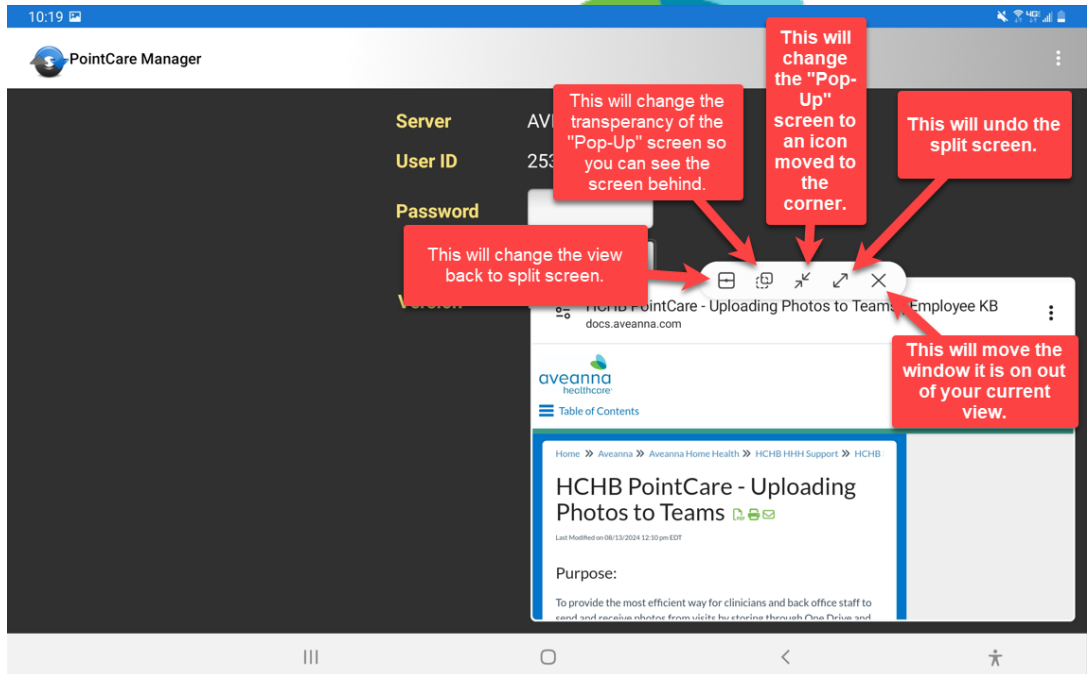 10:19
PointCare Manager
This will
change
the "Pop-
Up"
screen to
an icon
moved to
the
corner.
This will change the
transperancy of the
"Pop-Up" screen so
you can see the
screen behind.
This will undo the
split screen.
Server
User ID
253
Password
This will change the view
back to split screen.
Version
HCHB PointCare - Uploading Photos to Teams Employee KB
docs.aveanna.com
This will move the
window it is on out
of your current
view.
aveanna
healthcare
Table of Contents
Home » Aveanna » Aveanna Home Health » HCHB HHH Support » HCHB
HCHB PointCare - Uploading
Photos to Teams
Last Modified on 08/13/2024 12:10 pm EDT
Purpose:
To provide the most efficient way for clinicians and back office staff to
send and receive photos from visits by storing through One Drive and